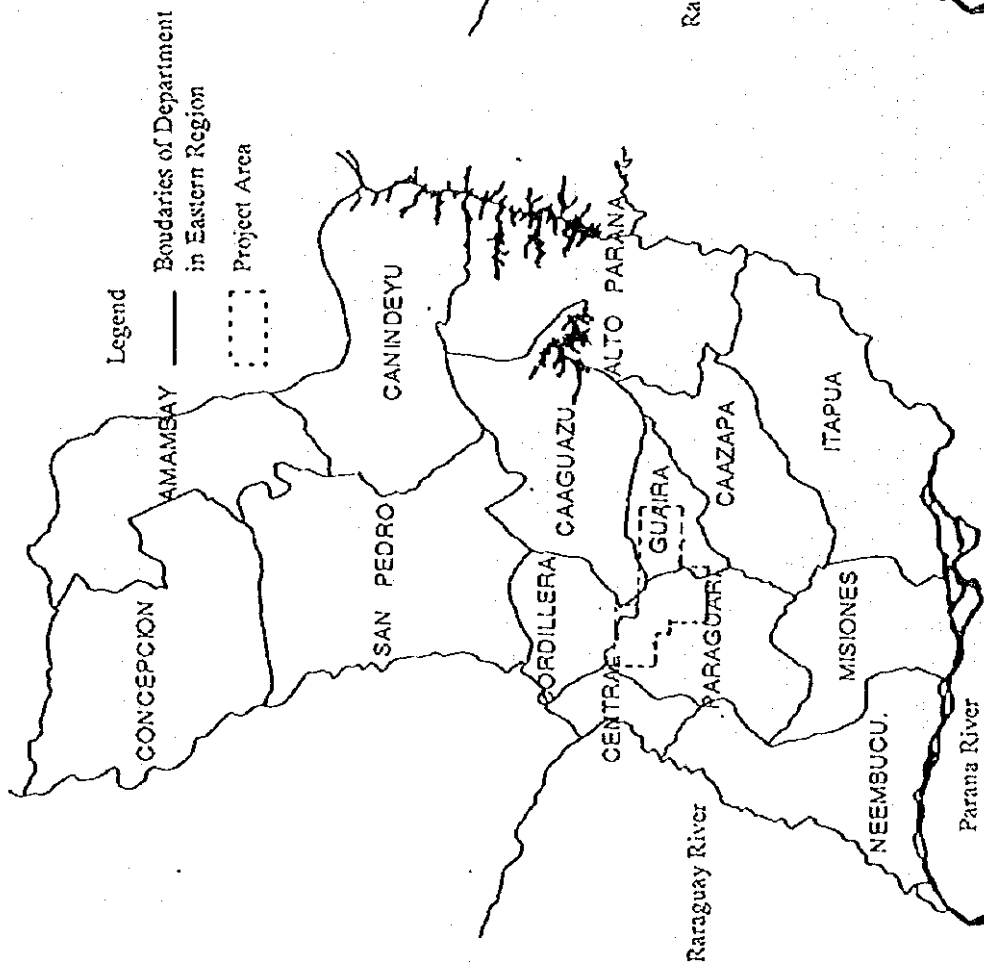 Legend
Boudaries of Department
in Eastern Region
Project Area
AMAMBAY
CONCEPCION
CANINDEYU
SAN PEDRO
CAAGUAZU
ALTO PARANA
CORDILLERA
GUAIRA
CENTRAL
CAAZAPA
PARAGUARI
ITAPUA
MISIONES
NEEMBUCU.
Raraguay River
Parana River
Ra